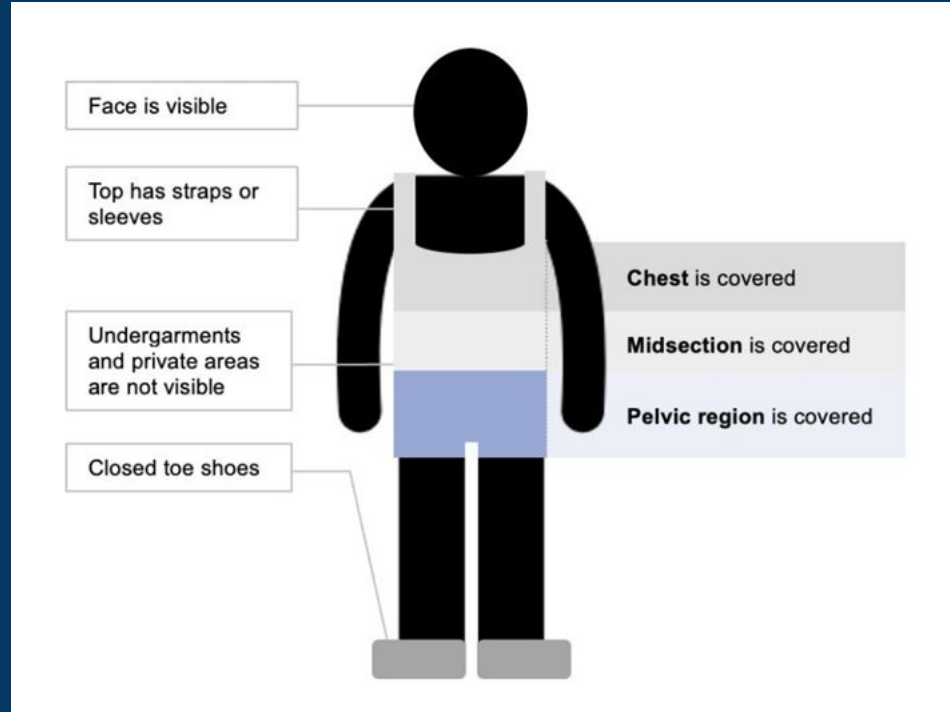 Face is visible
Top has straps or
sleeves
Undergarments
and private areas
are not visible
Closed toe shoes
Chest is covered
Midsection is covered
Pelvic region is covered